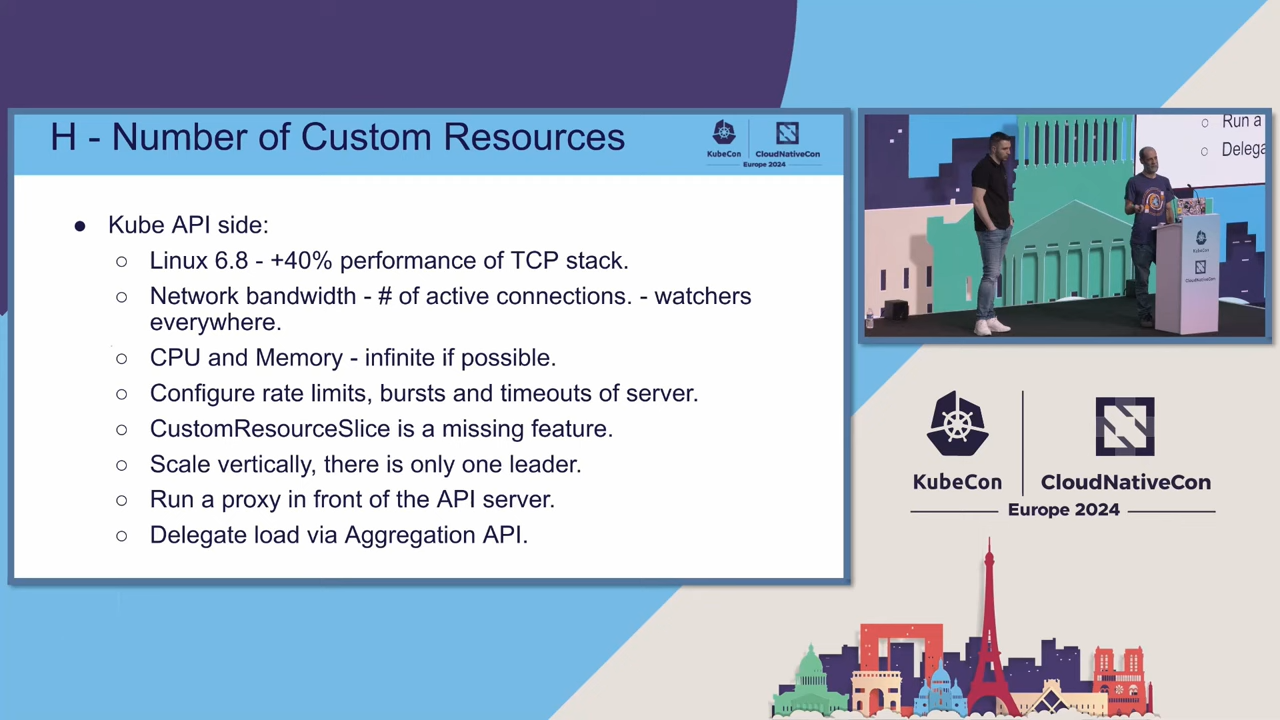 H - Number of Custom Resources
KubeCon
CloudNativeCon
Europe 2024
● Kube API side:
○ Linux 6.8 - +40% performance of TCP stack.
○ Network bandwidth - # of active connections. - watchers
everywhere.
○ CPU and Memory - infinite if possible.
○ Configure rate limits, bursts and timeouts of server.
○ CustomResourceSlice is a missing feature.
○ Scale vertically, there is only one leader.
○ Run a proxy in front of the API server.
○ Delegate load via Aggregation API.
○ Run a
○ Delega
KubeCon
CloudNativeCon
KubeCon
CloudNativeCon
Europe 2024